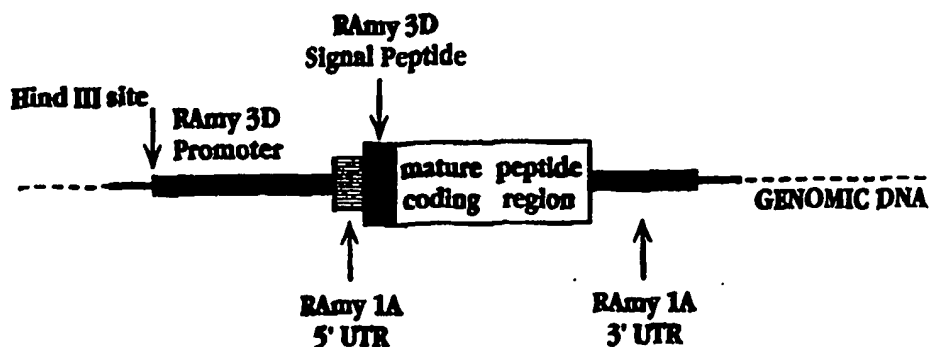 RAmy 3D
Signal Peptide
Hind III site
RAmy 3D
Promoter
mature peptide
coding region
GENOMIC DNA
RAmy 1A
5' UTR
RAmy 1A
3' UTR